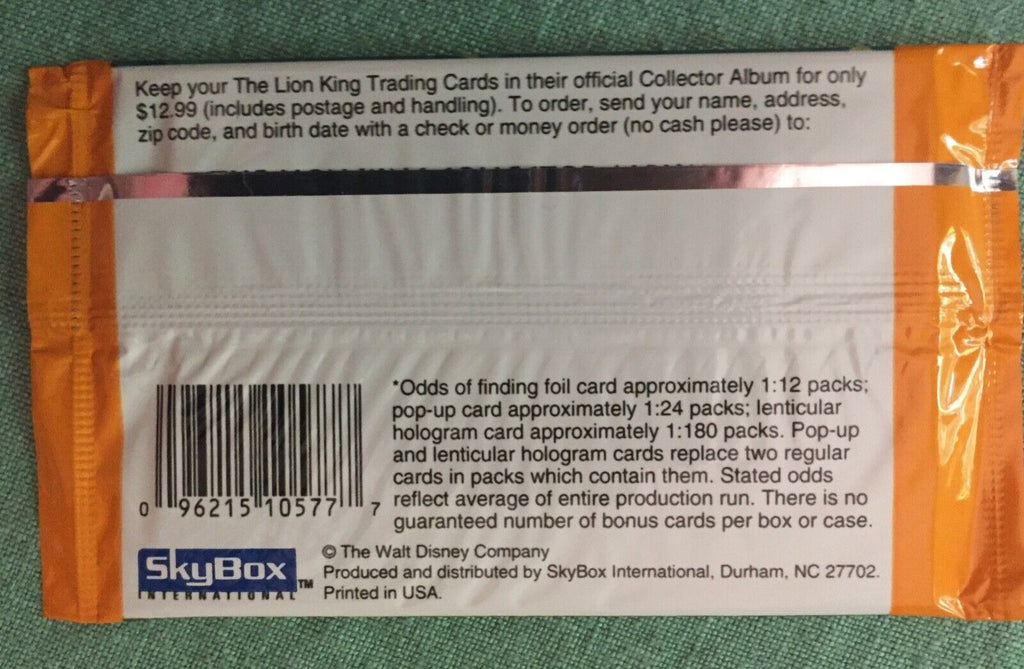 Keep your The Lion King Trading Cards in their official Collector Album for only
$12.99 (includes postage and handling). To order, send your name, address,
zip code, and birth date with a check or money order (no cash please) to:
*Odds of finding foil card approximately 1:12 packs;
pop-up card approximately 1:24 packs; lenticular
hologram card approximately 1:180 packs. Pop-up
and lenticular hologram cards replace two regular
cards in packs which contain them. Stated odds
reflect average of entire production run. There is no
guaranteed number of bonus cards per box or case.
0 96215 10577 7
SkyBox™
INTERNATIONAL
© The Walt Disney Company
Produced and distributed by SkyBox International, Durham, NC 27702.
Printed in USA.